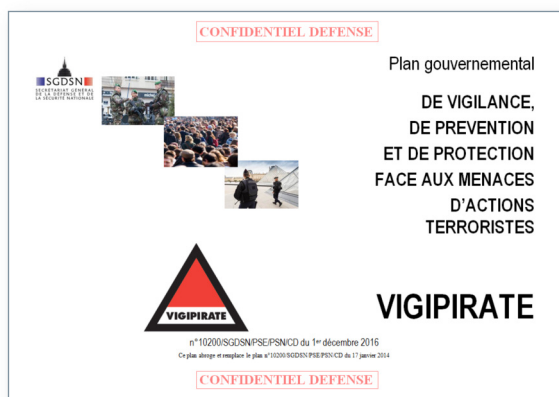 CONFIDENTIEL DEFENSE
SGDSN
SECRÉTARIAT GÉNÉRAL
DE LA DÉFENSE ET DE
LA SÉCURITÉ NATIONALE
Plan gouvernemental
DE VIGILANCE,
DE PREVENTION
ET DE PROTECTION
FACE AUX MENACES
D'ACTIONS
TERRORISTES
VIGIPIRATE
VIGIPIRATE
n°10200/SGDSN/PSE/PSN/CD du 1er décembre 2016
Ce plan abroge et remplace le plan n°10200/SGDSN/PSE/PSN/CD du 17 janvier 2014
CONFIDENTIEL DEFENSE